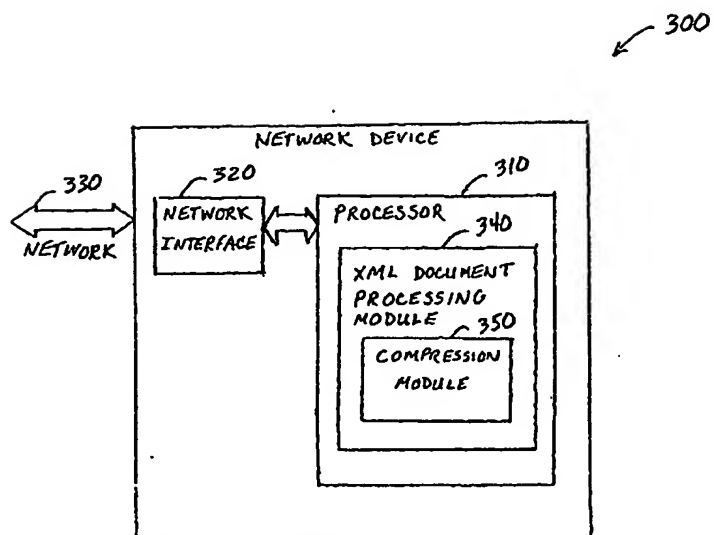 300
NETWORK DEVICE
330
320
310
NETWORK
NETWORK
INTERFACE
PROCESSOR
340
XML DOCUMENT
PROCESSING
MODULE
350
COMPRESSION
MODULE